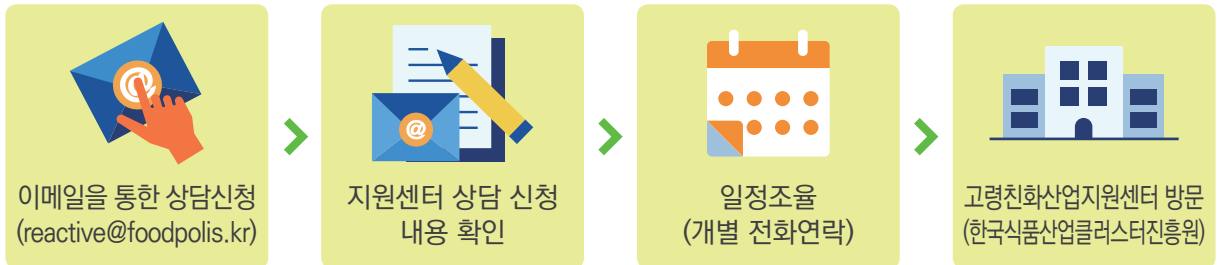 이메일을 통한 상담신청
(reactive@foodpolis.kr)
지원센터 상담 신청
내용 확인
일정조율
(개별 전화연락)
고령친화산업지원센터 방문
(한국식품산업클러스터진흥원)